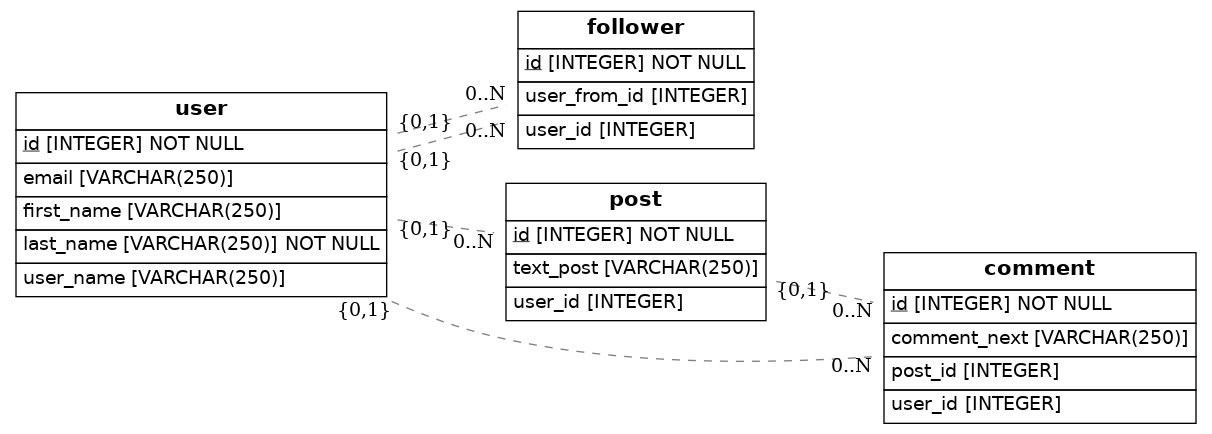 follower
id [INTEGER] NOT NULL
user_from_id [INTEGER]
user_id [INTEGER]
user
id [INTEGER] NOT NULL
email [VARCHAR(250)]
first_name [VARCHAR(250)]
last_name [VARCHAR(250)] NOT NULL
user_name [VARCHAR(250)]
0..N
{0,1}
0..N
{0,1}
post
id [INTEGER] NOT NULL
text_post [VARCHAR(250)]
user_id [INTEGER]
{0,1}
0..N
comment
id [INTEGER] NOT NULL
comment_next [VARCHAR(250)]
post_id [INTEGER]
user_id [INTEGER]
{0,1}
0..N
{0,1}
0..N